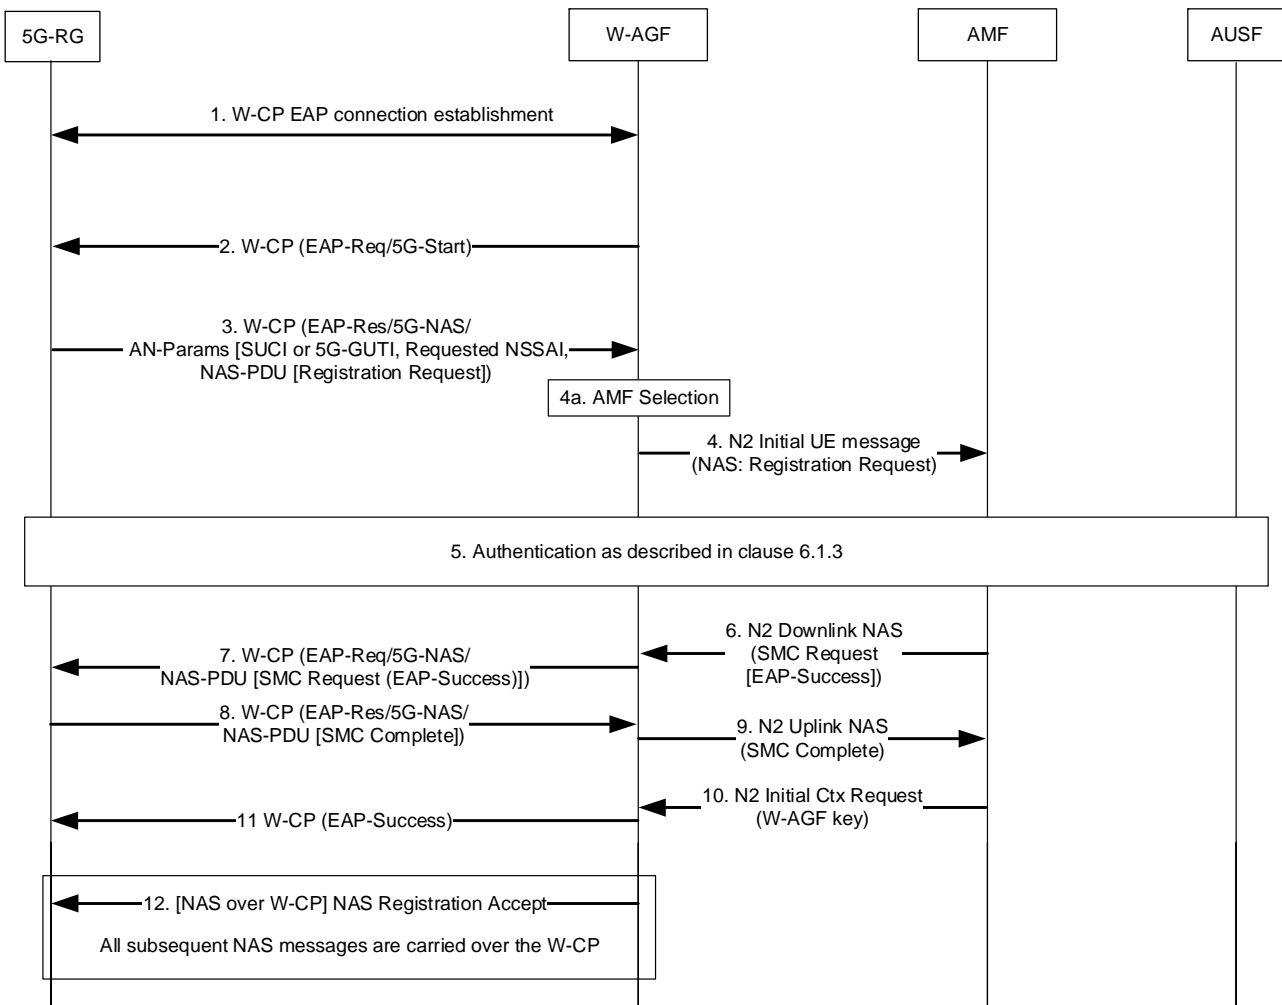 5G-RG
W-AGF
AMF
AUSF
1. W-CP EAP connection establishment
2. W-CP (EAP-Req/5G-Start)
3. W-CP (EAP-Res/5G-NAS/
AN-Params [SUCI or 5G-GUTI, Requested NSSAI,
NAS-PDU [Registration Request])
4a. AMF Selection
4. N2 Initial UE message
(NAS: Registration Request)
5. Authentication as described in clause 6.1.3
6. N2 Downlink NAS
(SMC Request
[EAP-Success])
7. W-CP (EAP-Req/5G-NAS/
NAS-PDU [SMC Request (EAP-Success)])
8. W-CP (EAP-Res/5G-NAS/
NAS-PDU [SMC Complete])
9. N2 Uplink NAS
(SMC Complete)
10. N2 Initial Ctx Request
(W-AGF key)
11 W-CP (EAP-Success)
12. [NAS over W-CP] NAS Registration Accept
All subsequent NAS messages are carried over the W-CP